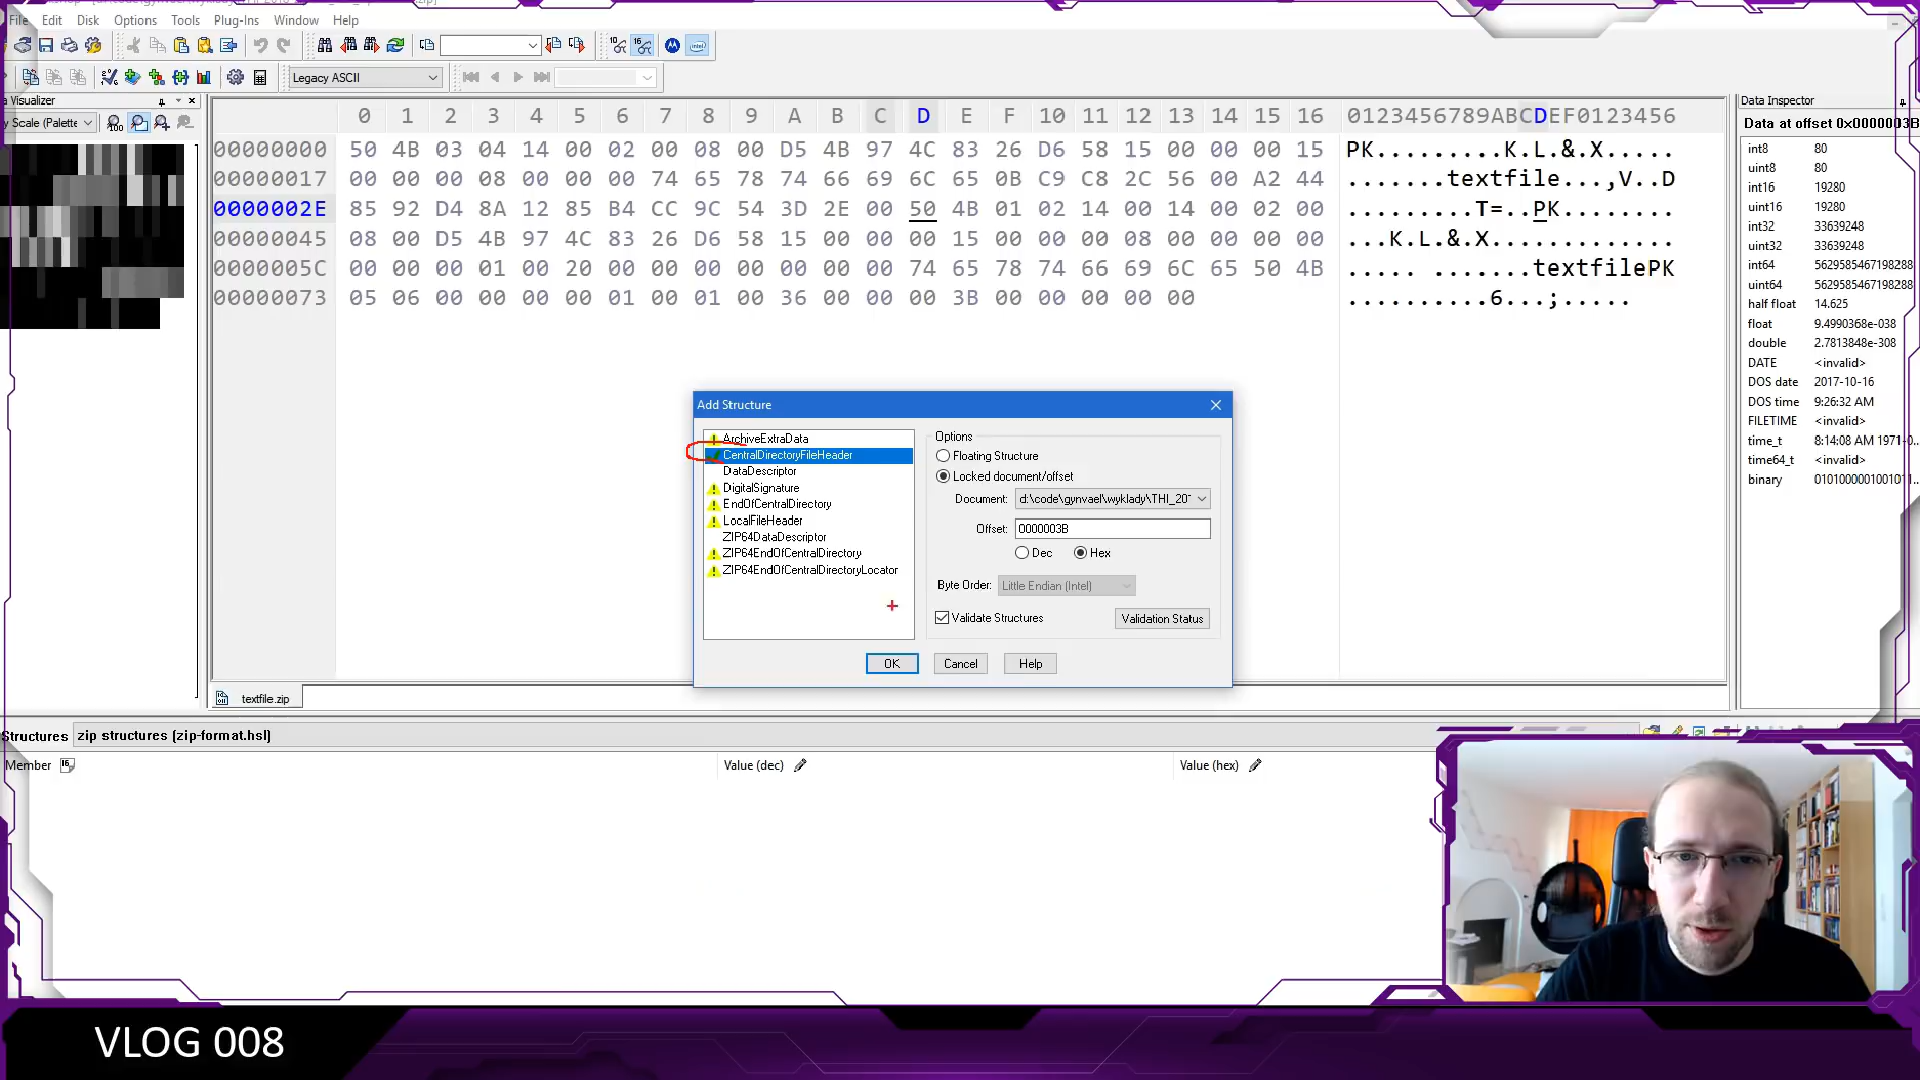 File Edit Disk Options Tools Plug-Ins Window Help
Legacy ASCII
Visualizer
Scale (Palette
0 1 2 3 4 5 6 7 8 9 A B C D E F 10 11 12 13 14 15 16 0123456789ABCDEF0123456
00000000 50 4B 03 04 14 00 02 00 08 00 D5 4B 97 4C 83 26 D6 58 15 00 00 00 15 PK.........K.L.&.X.....
00000017 00 00 00 08 00 00 00 74 65 78 74 66 69 6C 65 0B C9 C8 2C 56 00 A2 44 .......textfile...,V..D
0000002E 85 92 D4 8A 12 85 B4 CC 9C 54 3D 2E 00 50 4B 01 02 14 00 14 00 02 00 .........T=..PK........
00000045 08 00 D5 4B 97 4C 83 26 D6 58 15 00 00 00 15 00 00 00 08 00 00 00 00 ...K.L.&.X.............
0000005C 00 00 00 01 00 20 00 00 00 00 00 00 00 74 65 78 74 66 69 6C 65 50 4B ..... .......textfilePK
00000073 05 06 00 00 00 00 01 00 01 00 36 00 00 00 3B 00 00 00 00 00 ..........6...;.....
Data Inspector
Data at offset 0x0000003B
int8 80
uint8 80
int16 19280
uint16 19280
int32 33639248
uint32 33639248
int64 5629585467198288
uint64 5629585467198288
half float 14.625
float 9.4990368e-038
double 2.7813848e-308
DATE <invalid>
DOS date 2017-10-16
DOS time 9:26:32 AM
FILETIME <invalid>
time_t 8:14:08 AM 1971-0
time64_t <invalid>
binary 0101000001001011...
Add Structure
ArchiveExtraData
CentralDirectoryFileHeader
DataDescriptor
DigitalSignature
EndOfCentralDirectory
LocalFileHeader
ZIP64DataDescriptor
ZIP64EndOfCentralDirectory
ZIP64EndOfCentralDirectoryLocator
Options
Floating Structure
Locked document/offset
Document: d:\code\gynvael\wyklady\THI_20
Offset: 0000003B
Dec Hex
Byte Order: Little Endian (Intel)
Validate Structures Validation Status
OK Cancel Help
textfile.zip
Structures zip structures (zip-format.hsl)
Member Value (dec) Value (hex)
VLOG 008